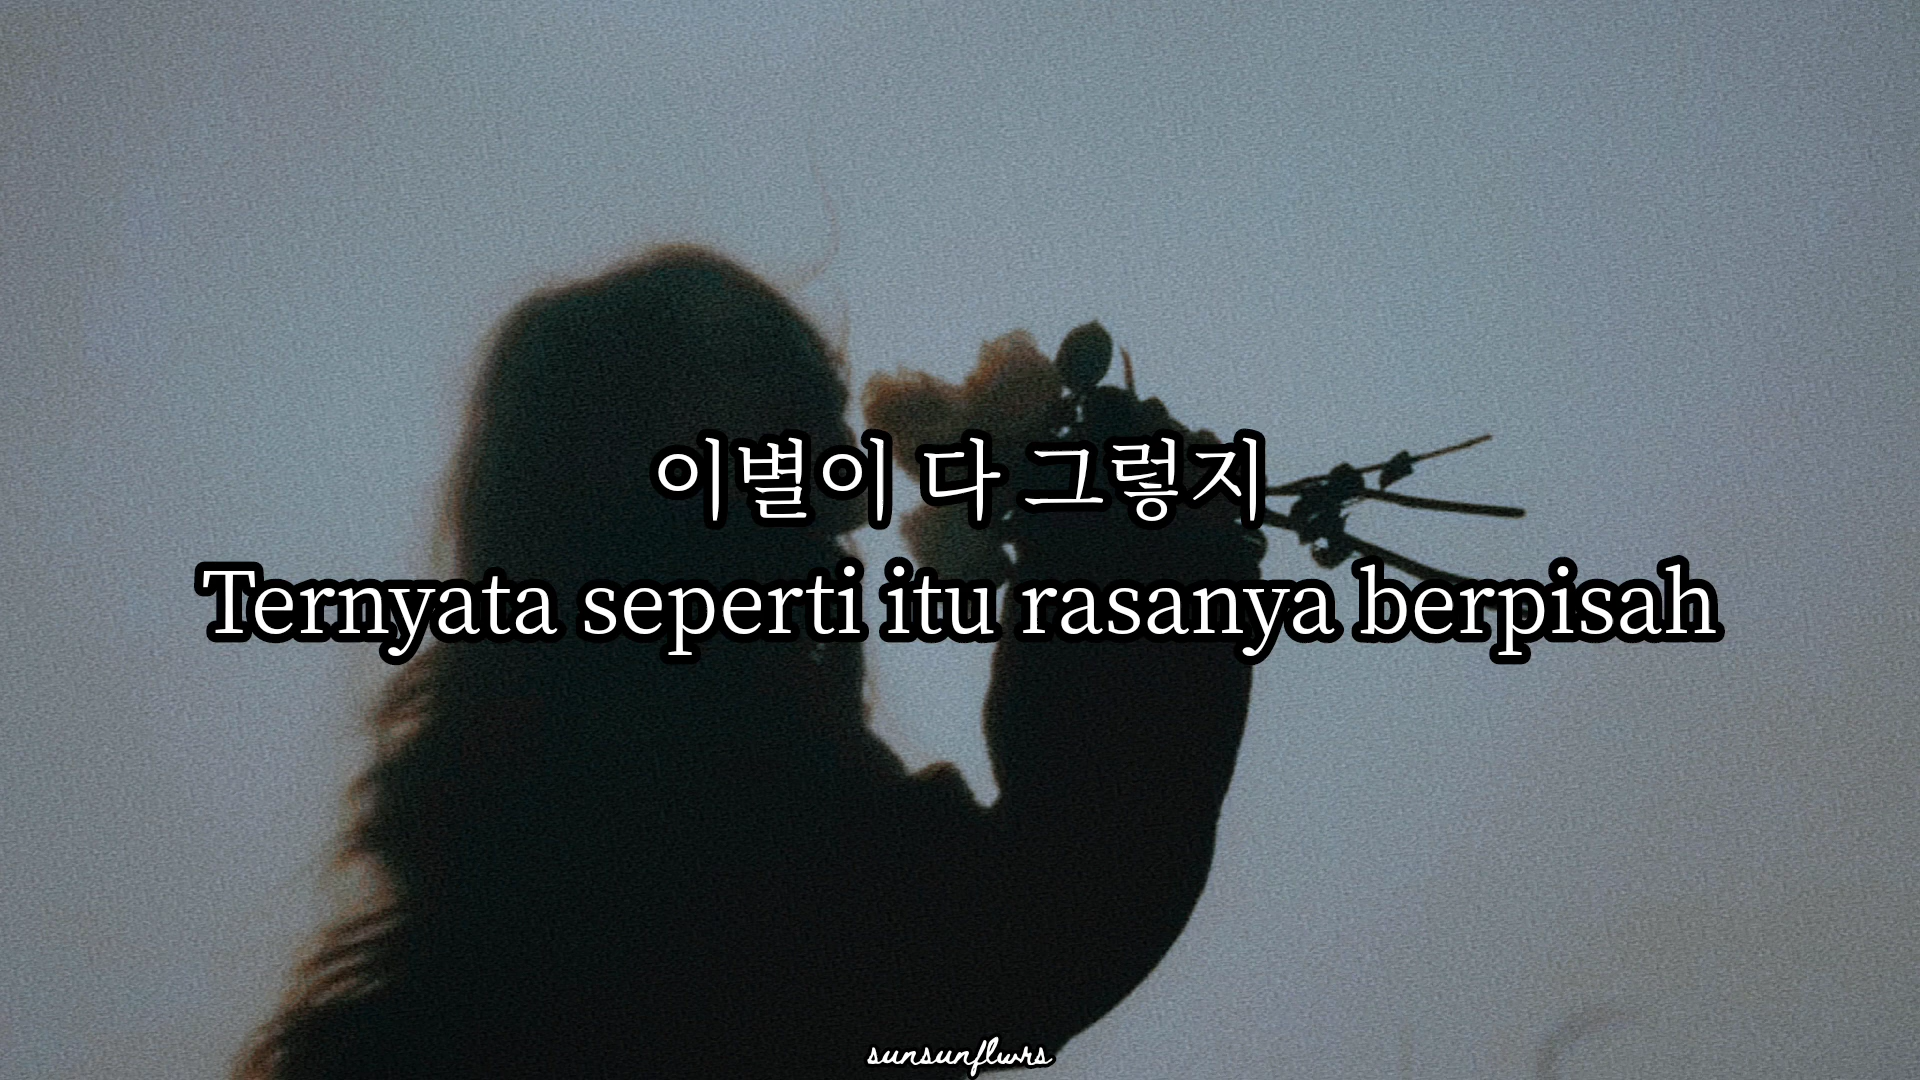 이별이 다 그렇지
Ternyata seperti itu rasanya berpisah
sunsunflwrs